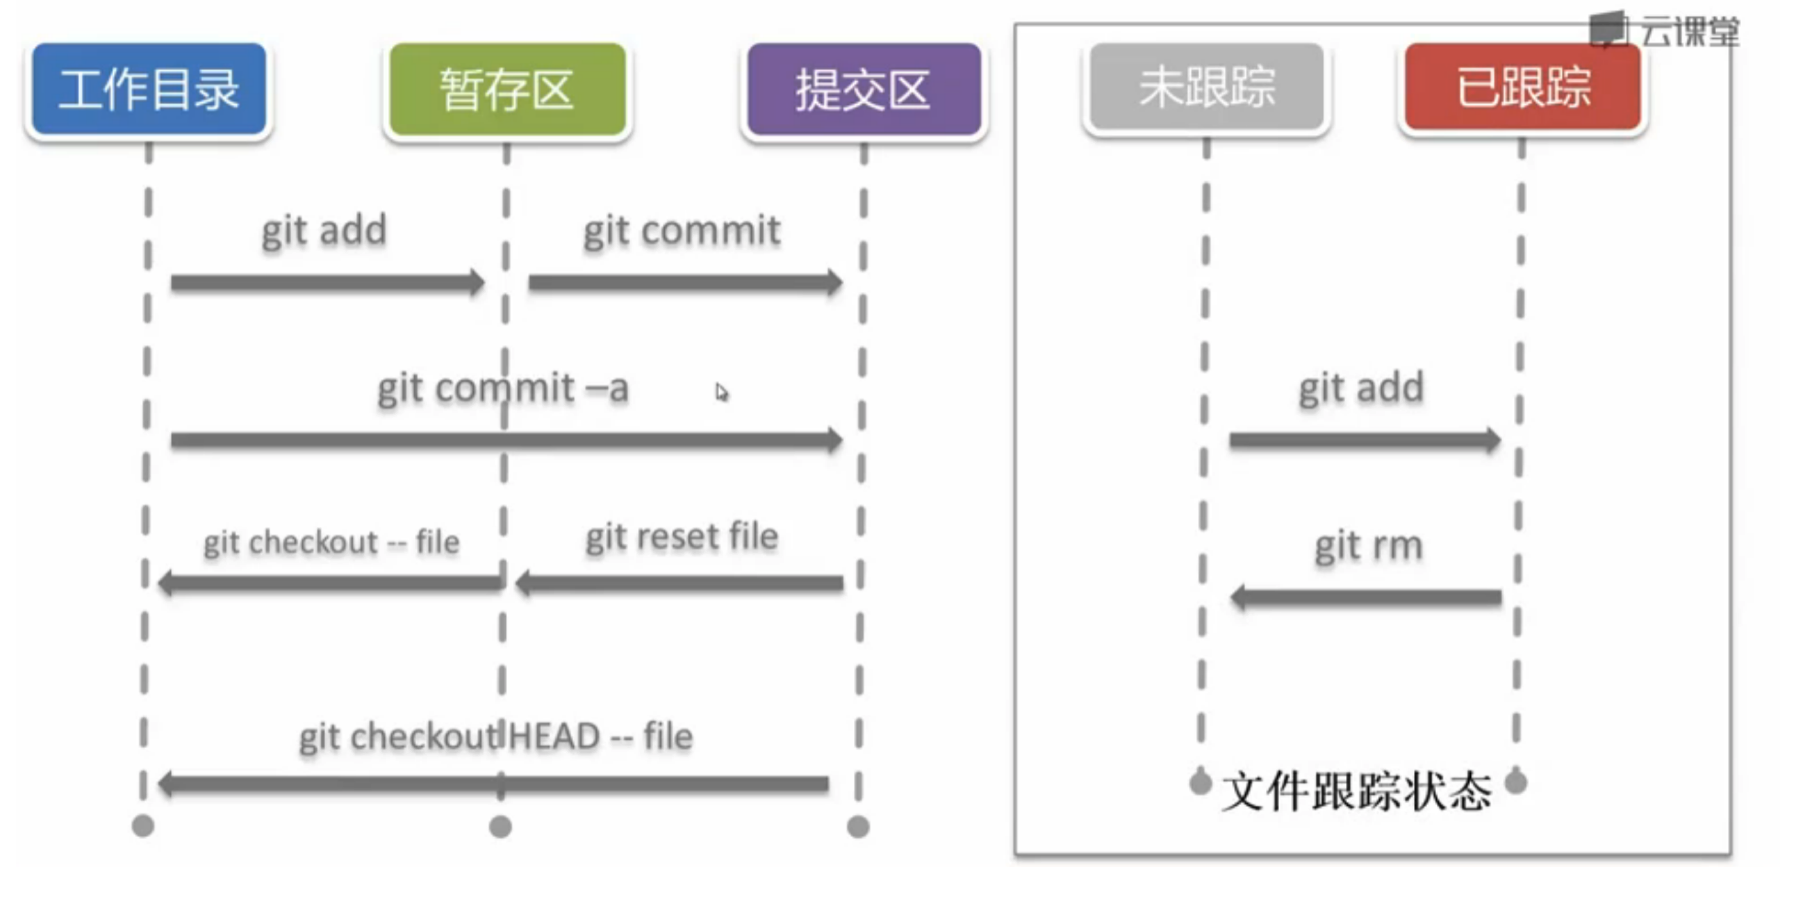 云课堂
工作目录
暂存区
提交区
未跟踪
已跟踪
git add
git commit
git commit –a
git add
git checkout -- file
git reset file
git rm
git checkout HEAD -- file
文件跟踪状态